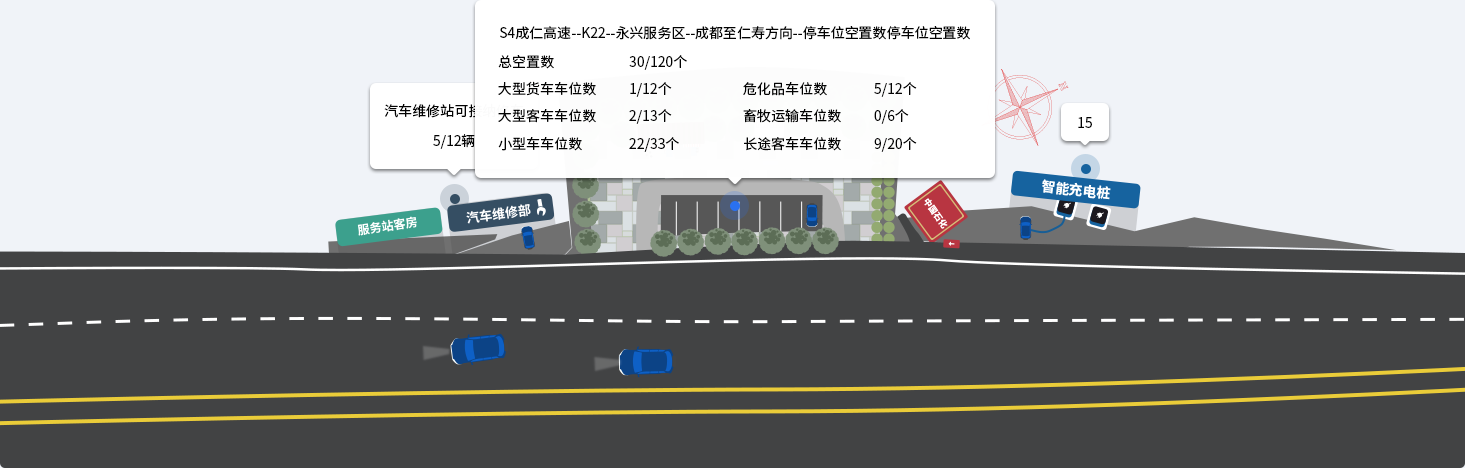 S4成仁高速--K22--永兴服务区--成都至仁寿方向--停车位空置数停车位空置数
总空置数 30/120个
大型货车车位数 1/12个 危化品车位数 5/12个
大型客车车位数 2/13个 畜牧运输车位数 0/6个
小型车车位数 22/33个 长途客车车位数 9/20个
汽车维修站可
5/12辆
15
服务站客房
汽车维修部
中国石化
智能充电桩